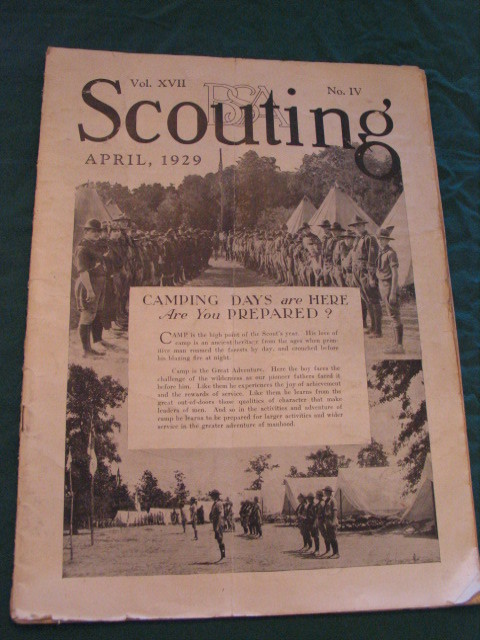 Vol. XVII
BSA
No. IV
Scouting
APRIL, 1929
CAMPING DAYS are HERE
Are You PREPARED ?
CAMP is the high point of the Scout's year. His love of
camp is an ancient heritage from the ages when prim-
itive man roamed the forests by day, and crouched before
his blazing fire at night.
Camp is the Great Adventure. Here the boy faces the
challenge of the wilderness as our pioneer fathers faced it
before him. Like them he experiences the joy of achievement
and the rewards of service. Like them he learns from the
great out-of-doors those qualities of character that make
leaders of men. And so in the activities and adventure of
camp he learns to be prepared for larger activities and wider
service in the greater adventure of manhood.